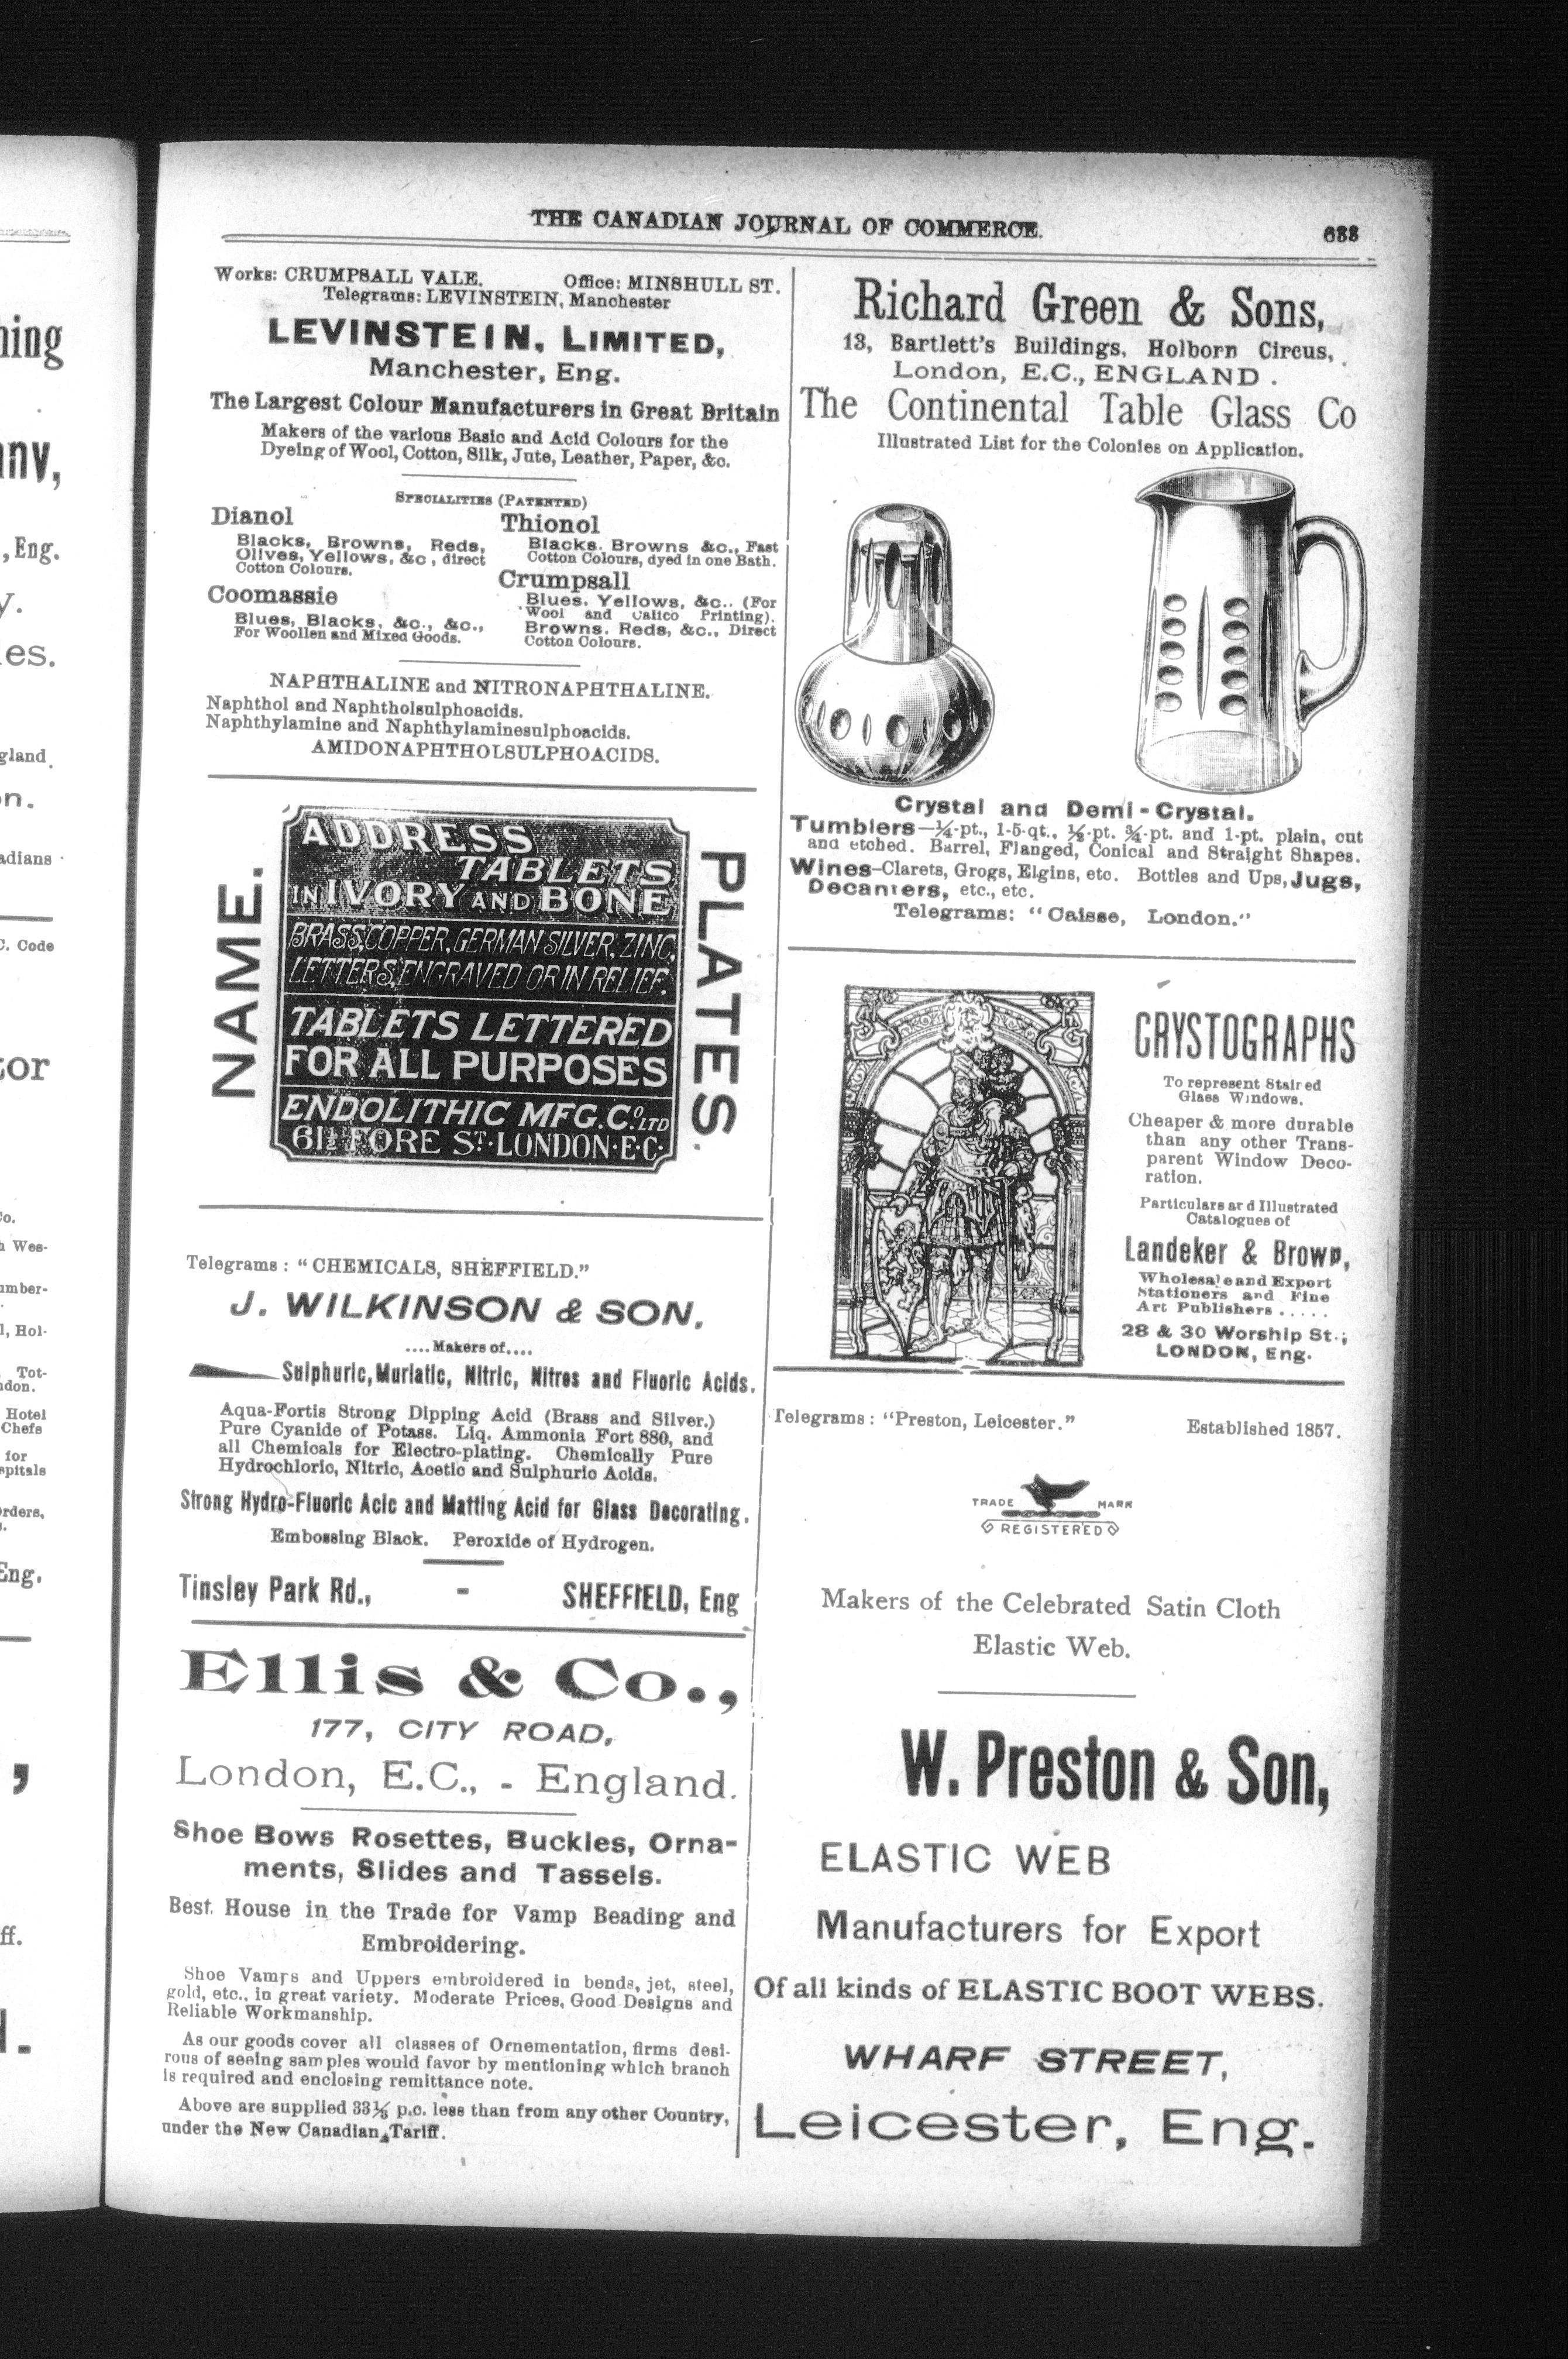 THE CANADIAN JOURNAL OF COMMERCE.
Works: CRUMPSALL VALE. Office: MINSHULL ST.
Telegrams: LEVINSTEIN, Manchester
LEVINSTEIN, LIMITED,
Manchester, Eng.
The Largest Colour Manufacturers in Great Britain
Makers of the various Basic and Acid Colours for the
Dyeing of Wool, Cotton, Silk, Jute, Leather, Paper, &c.
SPECIALITIES (PATENTED)
Dianol
Blacks, Browns, Reds,
Olives, Yellows, &c, direct
Cotton Colours.
Coomassie
Blues, Blacks, &c., &c.,
For Woollen and Mixed Goods.
Thionol
Blacks. Browns &c., Fast
Cotton Colours, dyed in one Bath.
Crumpsall
Blues. Yellows, &c.. (For
Wool and Calico Printing).
Browns. Reds, &c., Direct
Cotton Colours.
NAPHTHALINE and NITRONAPHTHALINE.
Naphthol and Naphtholsulphoacids.
Naphthylamine and Naphthylaminesulphoacids.
AMIDONAPHTHOLSULPHOACIDS.
NAME.
ADDRESS
TABLETS
IN IVORY AND BONE
BRASS, COPPER, GERMAN SILVER, ZINC,
LETTERS, ENGRAVED OR IN RELIEF.
TABLETS LETTERED
FOR ALL PURPOSES
ENDOLITHIC MFG. CO. LTD
61½ FORE ST. LONDON. E.C.
PLATES.
Telegrams: "CHEMICALS, SHEFFIELD."
J. WILKINSON & SON.
....Makers of....
Sulphuric, Muriatic, Nitric, Nitres and Fluoric Acids.
Aqua-Fortis Strong Dipping Acid (Brass and Silver.)
Pure Cyanide of Potass. Liq. Ammonia Fort 880, and
all Chemicals for Electro-plating. Chemically Pure
Hydrochloric, Nitric, Acetic and Sulphuric Acids.
Strong Hydro-Fluoric Acic and Matting Acid for Glass Decorating.
Embossing Black. Peroxide of Hydrogen.
Tinsley Park Rd., - SHEFFIELD, Eng
Ellis & Co.,
177, CITY ROAD,
London, E.C., - England.
Shoe Bows Rosettes, Buckles, Orna-
ments, Slides and Tassels.
Best House in the Trade for Vamp Beading and
Embroidering.
Shoe Vamps and Uppers embroidered in bends, jet, steel,
gold, etc., in great variety. Moderate Prices, Good Designs and
Reliable Workmanship.
As our goods cover all classes of Ornementation, firms desi-
rous of seeing samples would favor by mentioning which branch
is required and enclosing remittance note.
Above are supplied 33⅓ p.c. less than from any other Country,
under the New Canadian Tariff.
Richard Green & Sons,
13, Bartlett's Buildings, Holborn Circus,
London, E.C., ENGLAND.
The Continental Table Glass Co
Illustrated List for the Colonies on Application.
Crystal and Demi-Crystal.
Tumblers—¼-pt., 1-5-qt., ½-pt. ¾-pt. and 1-pt. plain, cut
and etched. Barrel, Flanged, Conical and Straight Shapes.
Wines—Clarets, Grogs, Elgins, etc. Bottles and Ups, Jugs,
Decanters, etc., etc.
Telegrams: "Caisse, London."
CRYSTOGRAPHS
To represent Stained
Glass Windows.
Cheaper & more durable
than any other Trans-
parent Window Deco-
ration.
Particulars and Illustrated
Catalogues of
Landeker & Brown,
Wholesale and Export
Stationers and Fine
Art Publishers.....
28 & 30 Worship St.;
LONDON, Eng.
Telegrams: "Preston, Leicester." Established 1857.
TRADE MARK
REGISTERED
Makers of the Celebrated Satin Cloth
Elastic Web.
W. Preston & Son,
ELASTIC WEB
Manufacturers for Export
Of all kinds of ELASTIC BOOT WEBS.
WHARF STREET,
Leicester, Eng.